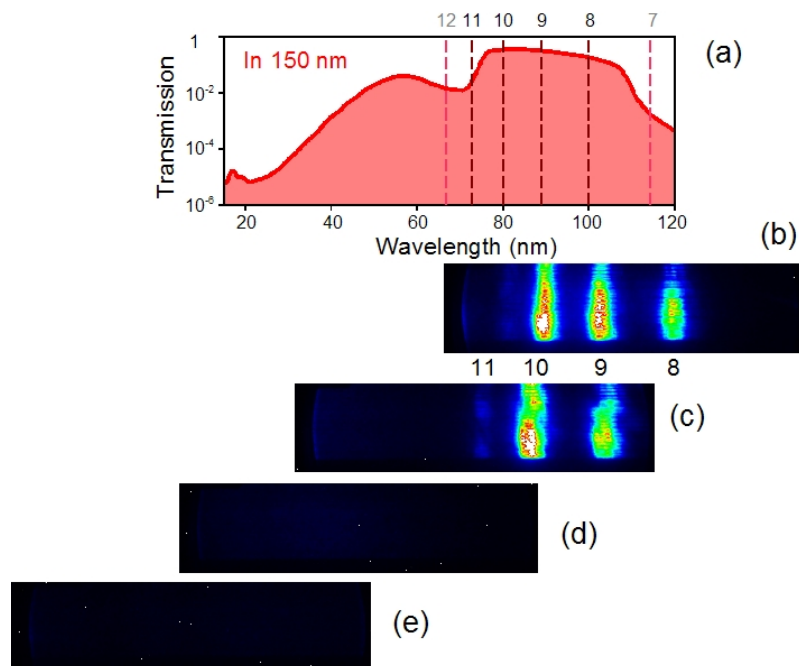 12 11 10 9 8 7
1
In 150 nm
(a)
10-2
Transmission
10-4
10-6
20 40 60 80 100 120
Wavelength (nm)
(b)
11 10 9 8
(c)
(d)
(e)